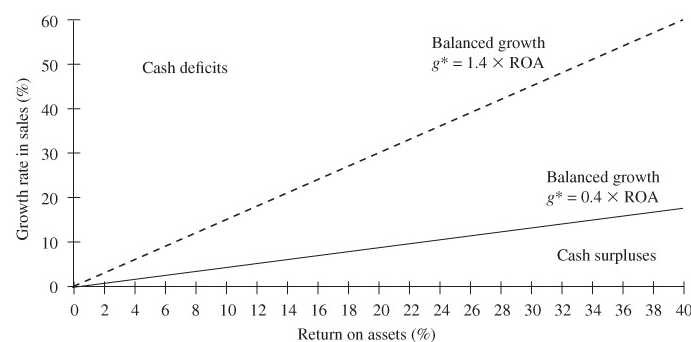 60
50
40
30
20
10
0
Growth rate in sales (%)
Cash deficits
Balanced growth
g* = 1.4 × ROA
Balanced growth
g* = 0.4 × ROA
Cash surpluses
0 2 4 6 8 10 12 14 16 18 20 22 24 26 28 30 32 34 36 38 40
Return on assets (%)